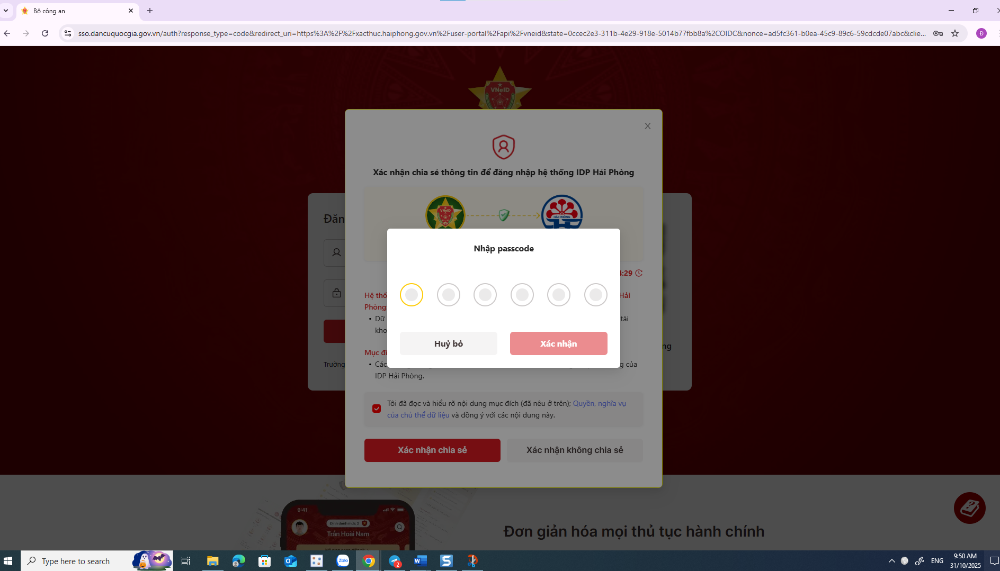 Bộ công an
sso.dancuquocgia.gov.vn/auth?response_type=code&redirect_uri=https%3A%2F%2Fxacthuc.haiphong.gov.vn%2Fuser-portal%2Fapi%2Fvneid&state=0ccec2e3-311b-4e29-918e-5014b77fbb8a%2COIDC&nonce=ad5fc361-b0ea-45c9-89c6-59cdcde07abc&clie...
Đ
VNeID
X
Xác nhận chia sẻ thông tin để đăng nhập hệ thống IDP Hải Phòng
VNeID
HẢI PHÒNG
Đăn
Nhập passcode
:29
Hệ thố
Hải
Phòng:
Dữ
tài
kho
Huỷ bỏ
Xác nhận
ng
Mục đí
Trường
Các
g của
IDP Hải Phòng.
Tôi đã đọc và hiểu rõ nội dung mục đích (đã nêu ở trên); Quyền, nghĩa vụ
của chủ thể dữ liệu và đồng ý với các nội dung này.
Xác nhận chia sẻ
Xác nhận không chia sẻ
9:41
Định danh mức 2
Trần Hoài Nam
Đơn giản hóa mọi thủ tục hành chính
Type here to search
Zalo
2
ENG
9:50 AM
31/10/2025